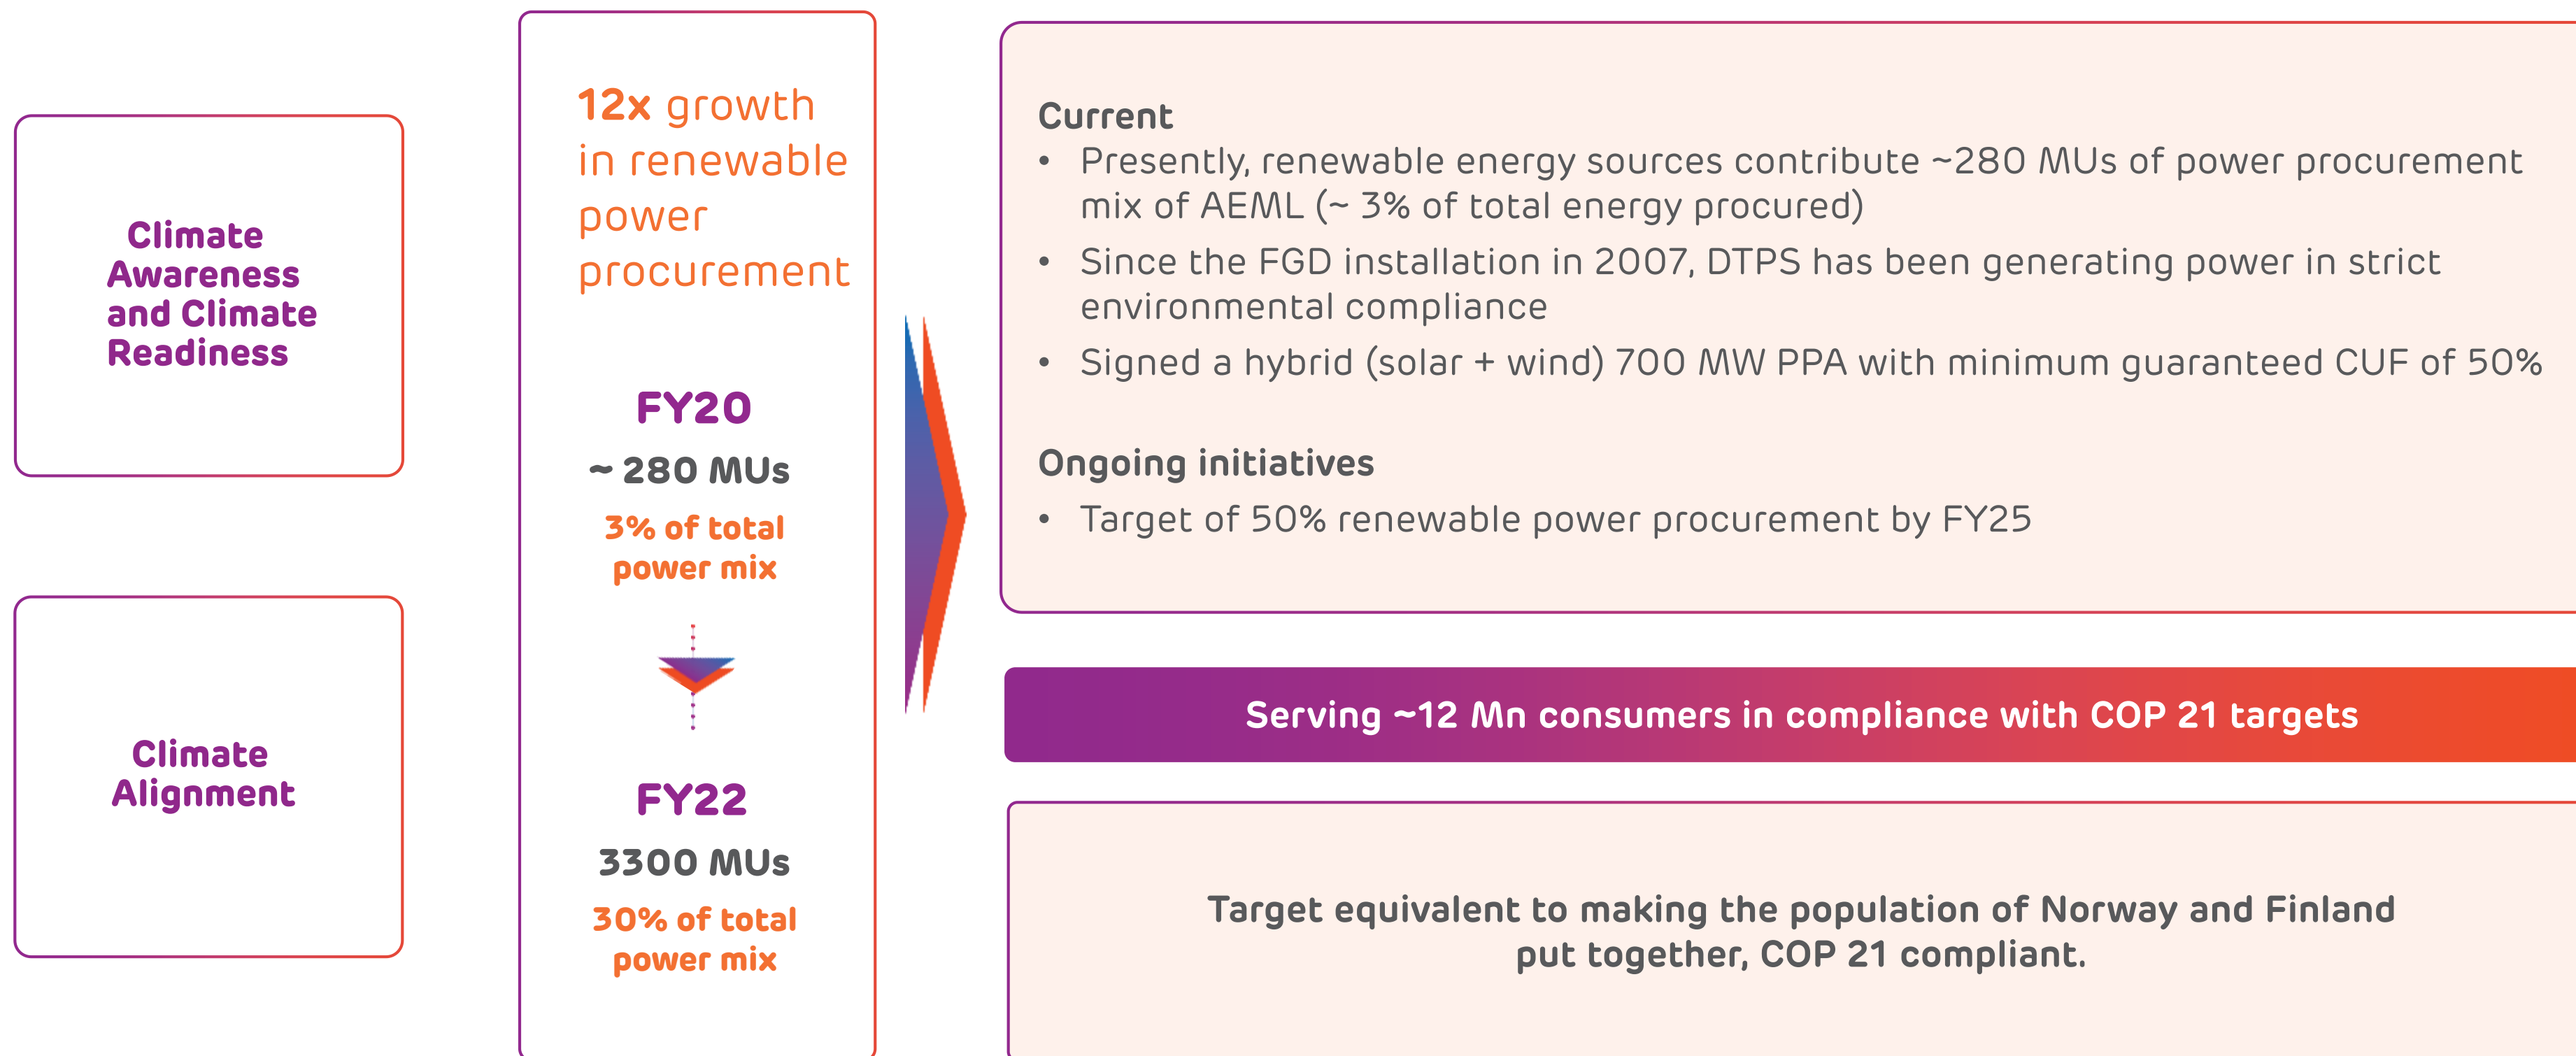 Climate
Awareness
and Climate
Readiness
Climate
Alignment
12x growth
in renewable
power
procurement
FY20
~ 280 MUs
3% of total
power mix
FY22
3300 MUs
30% of total
power mix
Current
• Presently, renewable energy sources contribute ~280 MUs of power procurement
mix of AEML (~ 3% of total energy procured)
• Since the FGD installation in 2007, DTPS has been generating power in strict
environmental compliance
• Signed a hybrid (solar + wind) 700 MW PPA with minimum guaranteed CUF of 50%
Ongoing initiatives
• Target of 50% renewable power procurement by FY25
Serving ~12 Mn consumers in compliance with COP 21 targets
Target equivalent to making the population of Norway and Finland
put together, COP 21 compliant.